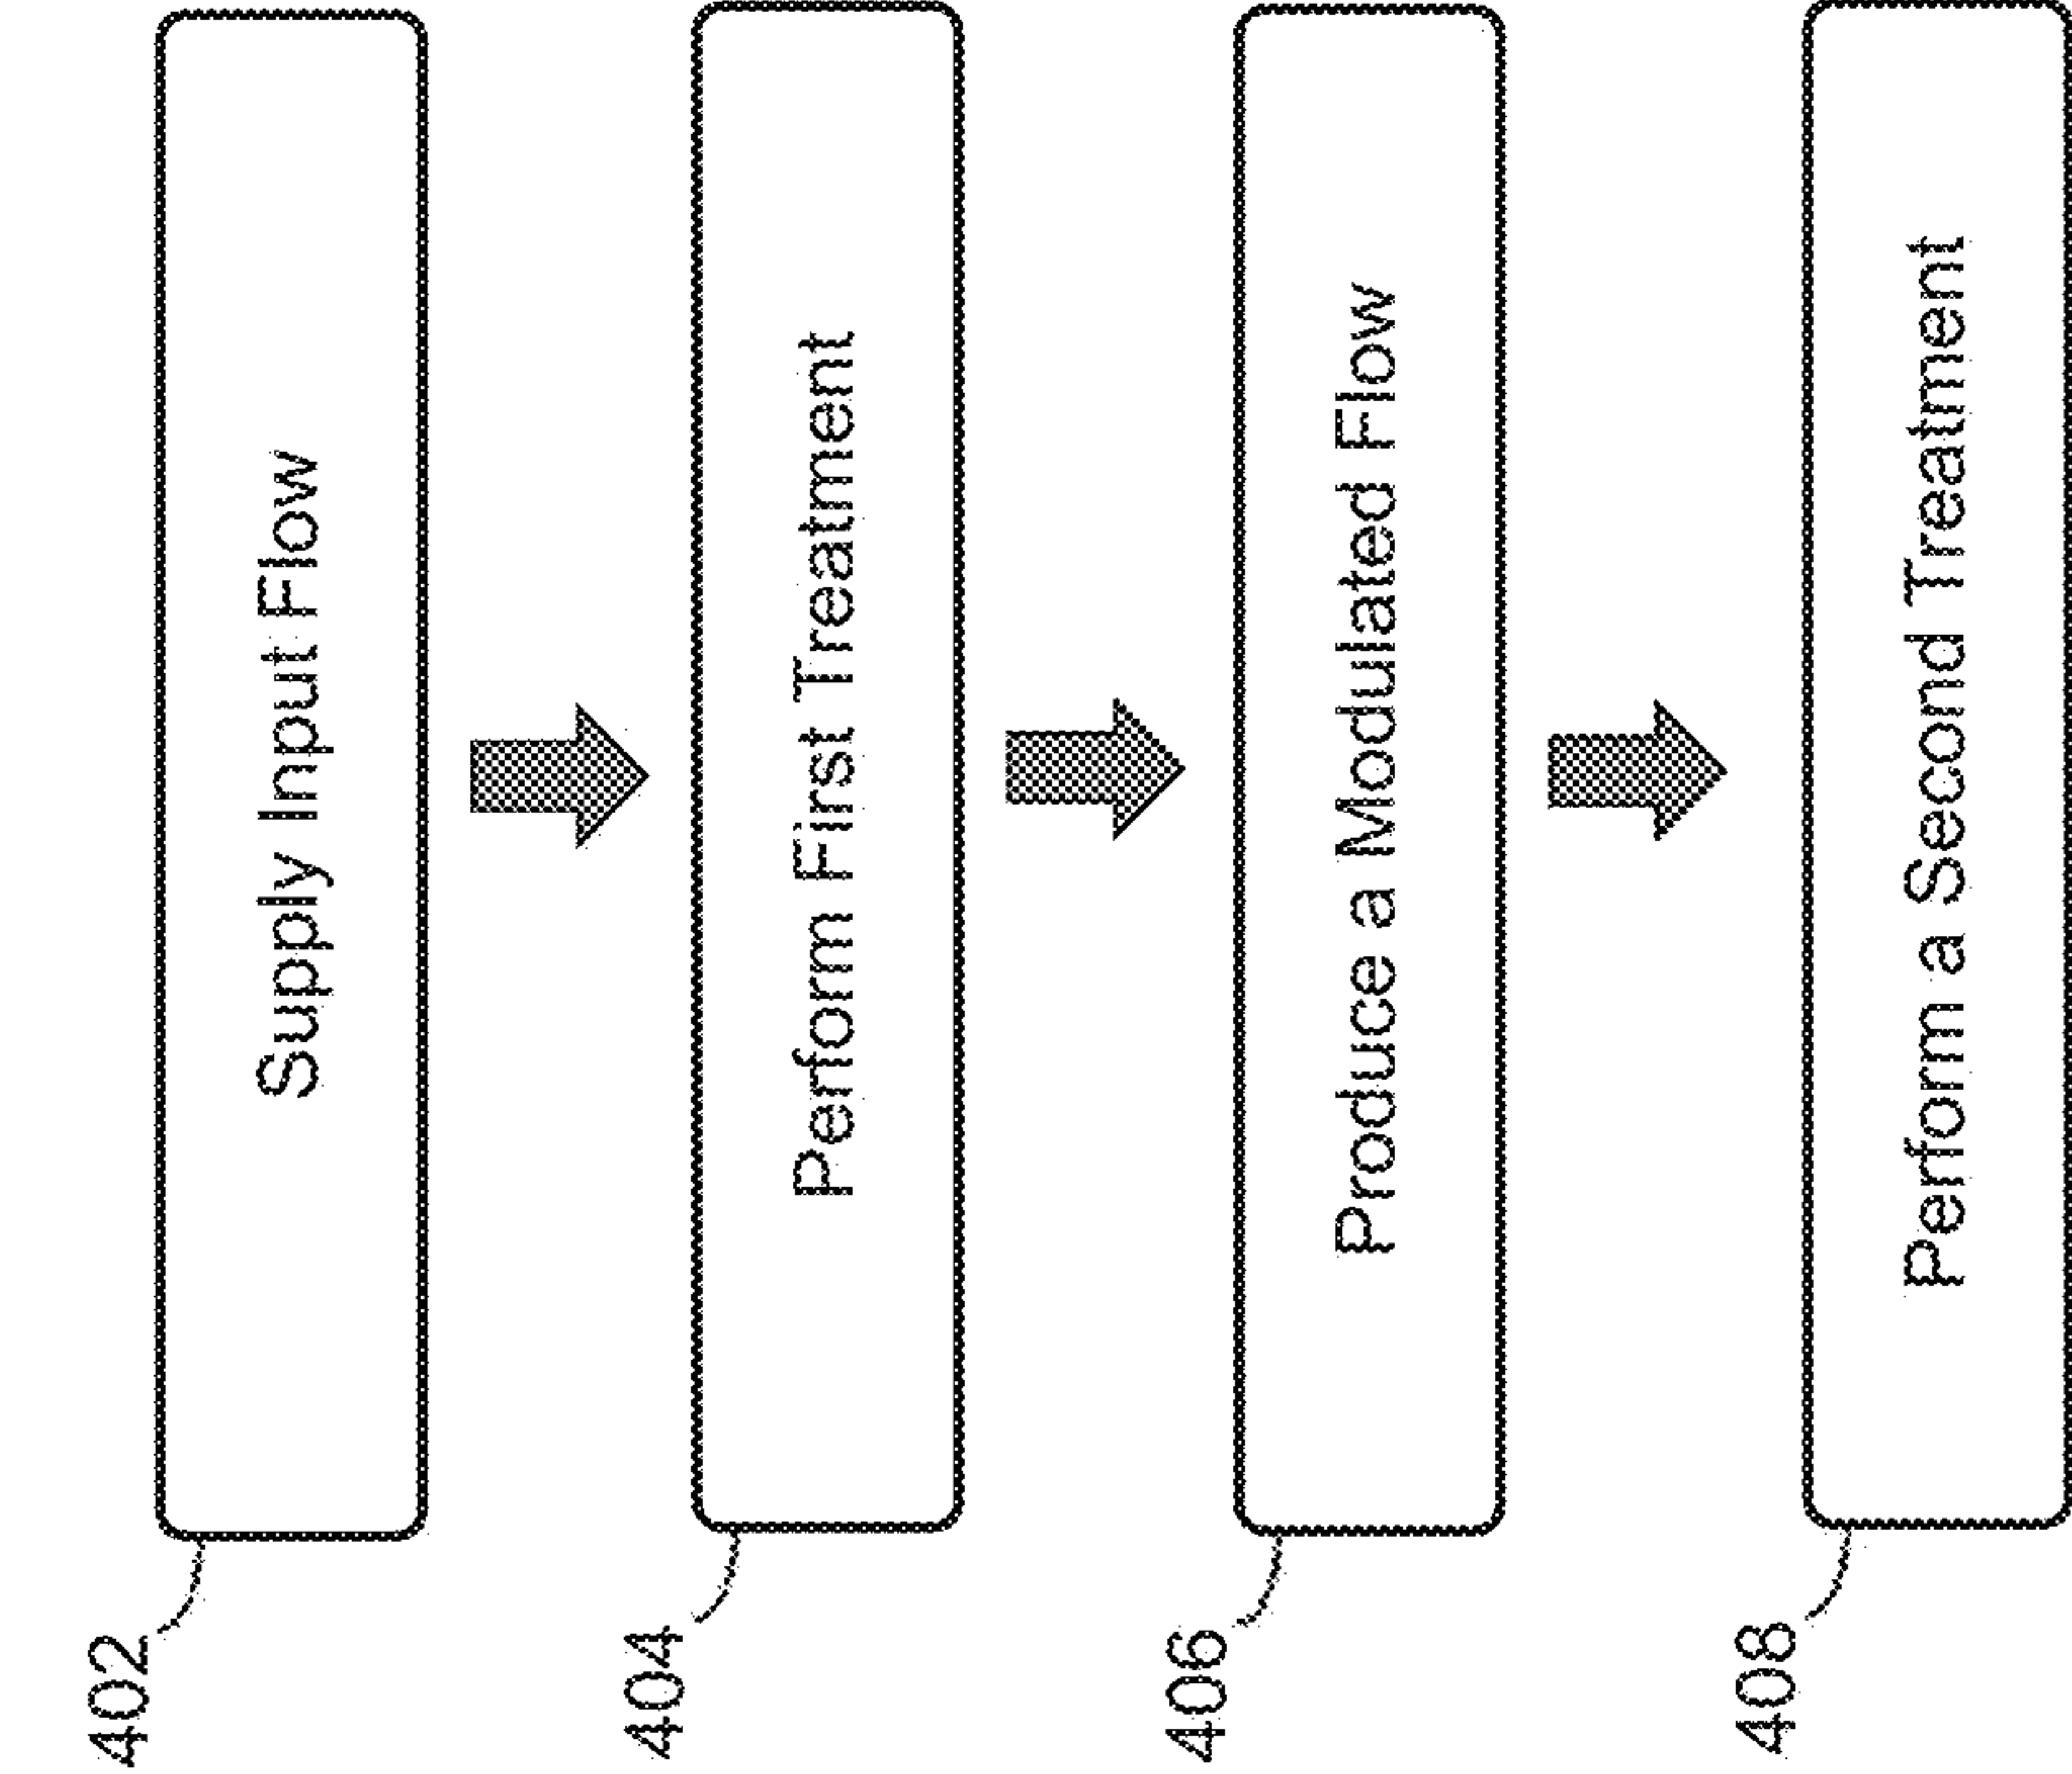 402
Supply Input Flow
404
Perform First Treatment
406
Produce a Modulated Flow
408
Perform a Second Treatment